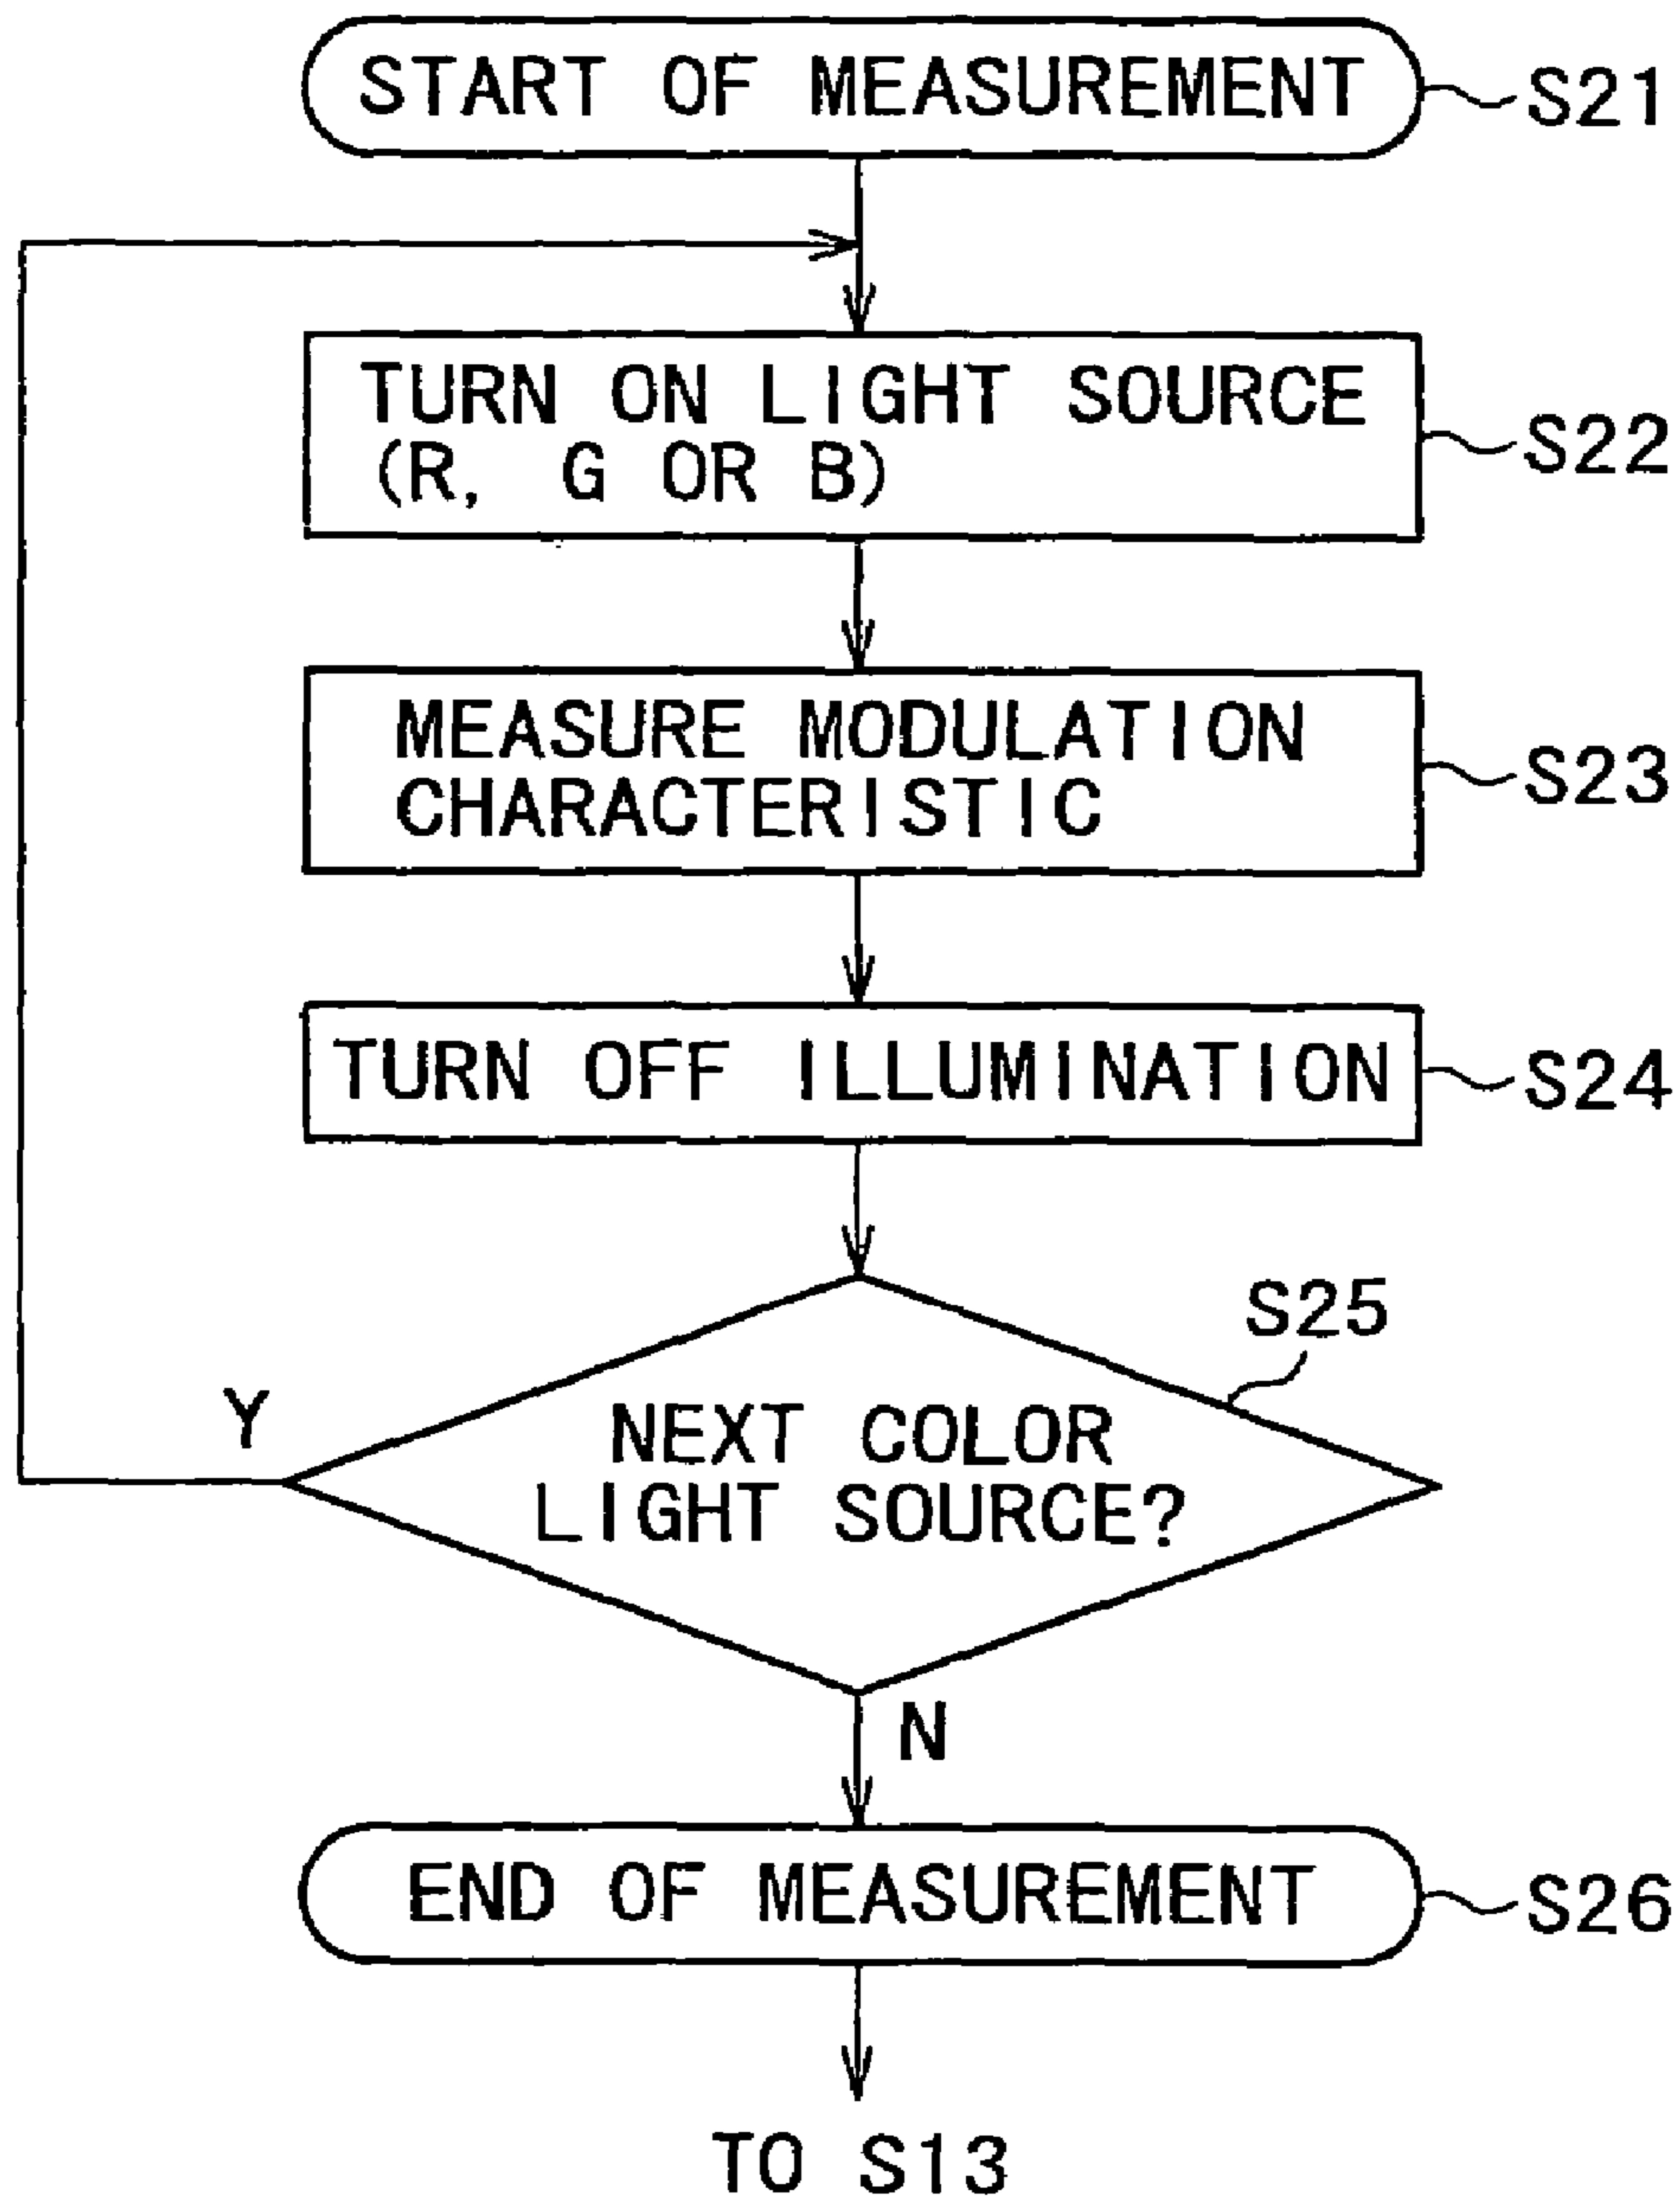 START OF MEASUREMENT
S21
TURN ON LIGHT SOURCE
(R, G OR B)
S22
MEASURE MODULATION
CHARACTERISTIC
S23
TURN OFF ILLUMINATION
S24
S25
Y
NEXT COLOR
LIGHT SOURCE?
N
END OF MEASUREMENT
S26
TO S13